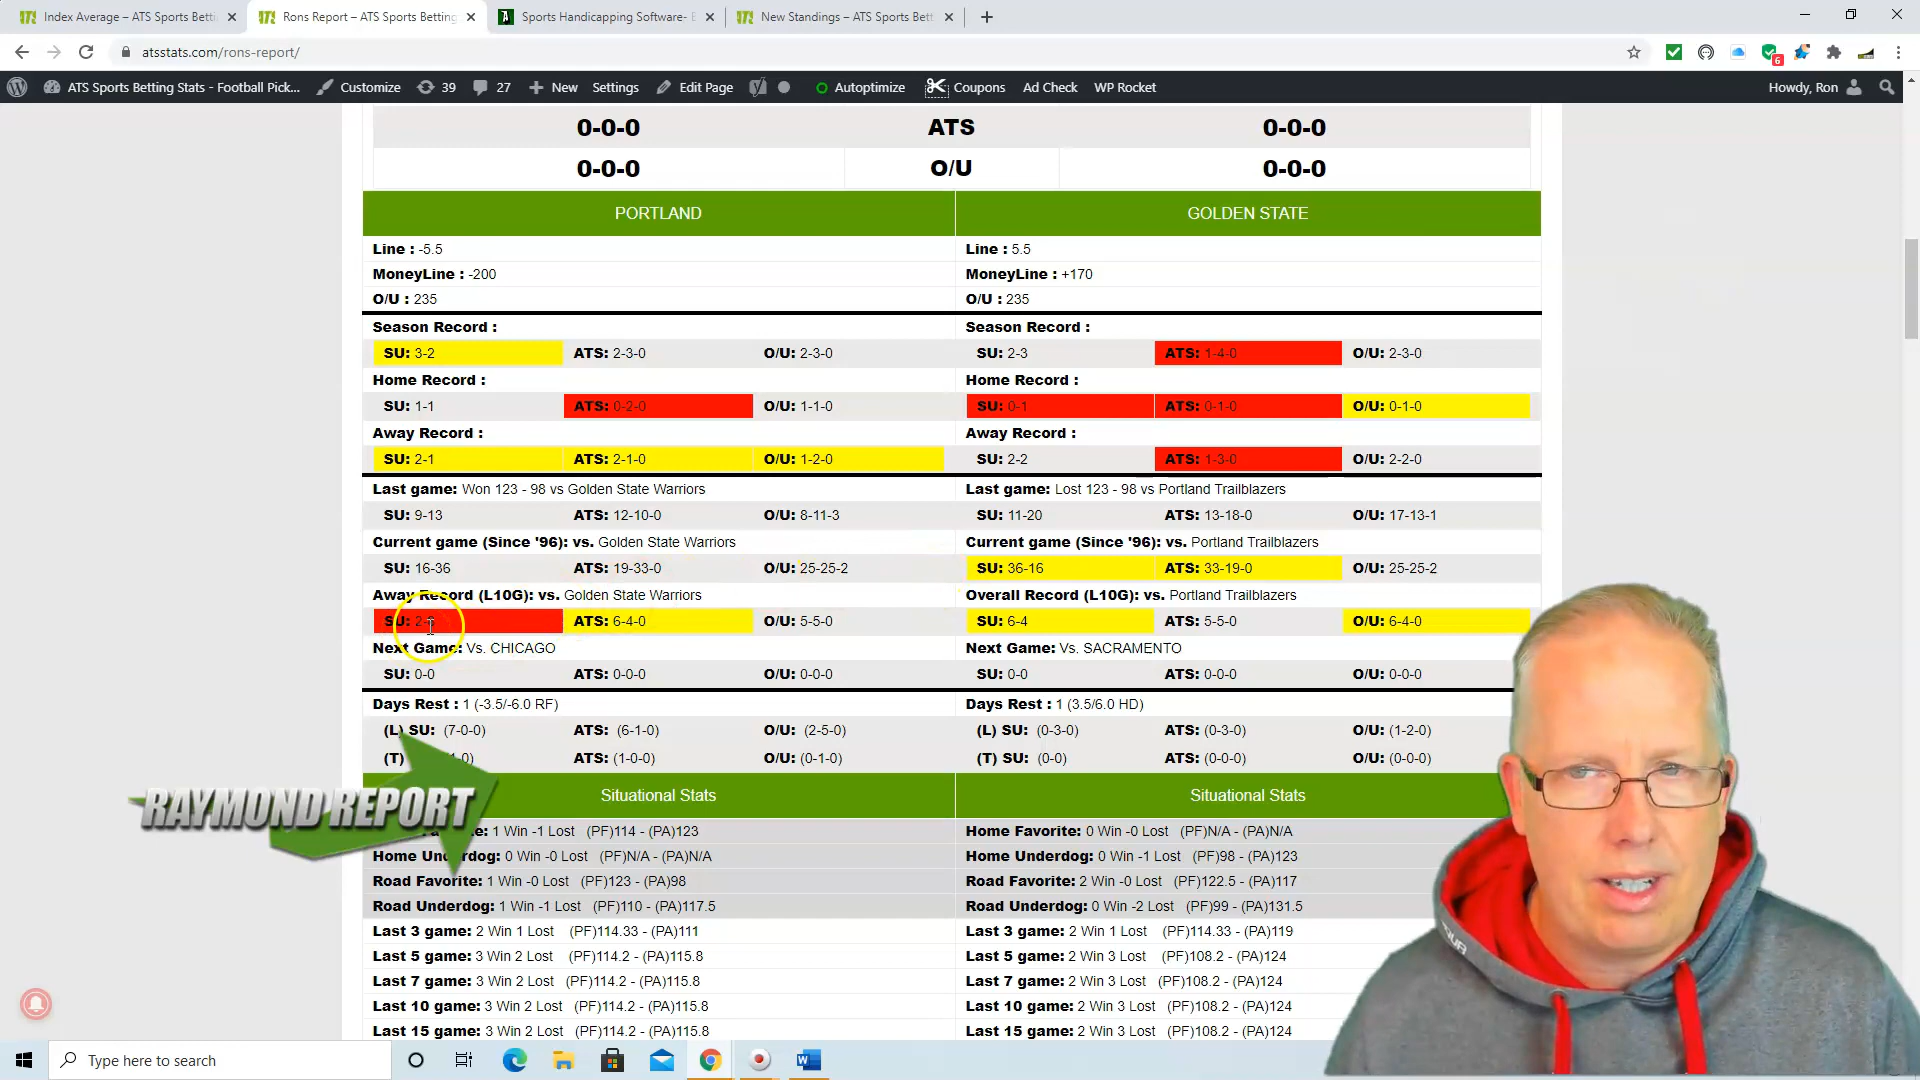 Index Average – ATS Sports Betti
Rons Report – ATS Sports Betting
Sports Handicapping Software- E
New Standings – ATS Sports Bett
atsstats.com/rons-report/
6
ATS Sports Betting Stats - Football Pick... Customize 39 27 New Settings Edit Page Autoptimize Coupons Ad Check WP Rocket Howdy, Ron
0-0-0 ATS 0-0-0
0-0-0 O/U 0-0-0
PORTLAND GOLDEN STATE
Line : -5.5 Line : 5.5
MoneyLine : -200 MoneyLine : +170
O/U : 235 O/U : 235
Season Record : Season Record :
SU: 3-2 ATS: 2-3-0 O/U: 2-3-0 SU: 2-3 ATS: 1-4-0 O/U: 2-3-0
Home Record : Home Record :
SU: 1-1 ATS: 0-2-0 O/U: 1-1-0 SU: 0-1 ATS: 0-1-0 O/U: 0-1-0
Away Record : Away Record :
SU: 2-1 ATS: 2-1-0 O/U: 1-2-0 SU: 2-2 ATS: 1-3-0 O/U: 2-2-0
Last game: Won 123 - 98 vs Golden State Warriors Last game: Lost 123 - 98 vs Portland Trailblazers
SU: 9-13 ATS: 12-10-0 O/U: 8-11-3 SU: 11-20 ATS: 13-18-0 O/U: 17-13-1
Current game (Since '96): vs. Golden State Warriors Current game (Since '96): vs. Portland Trailblazers
SU: 16-36 ATS: 19-33-0 O/U: 25-25-2 SU: 36-16 ATS: 33-19-0 O/U: 25-25-2
Away Record (L10G): vs. Golden State Warriors Overall Record (L10G): vs. Portland Trailblazers
SU: ATS: 6-4-0 O/U: 5-5-0 SU: 6-4 ATS: 5-5-0 O/U: 6-4-0
Next Game: Vs. CHICAGO Next Game: Vs. SACRAMENTO
SU: 0-0 ATS: 0-0-0 O/U: 0-0-0 SU: 0-0 ATS: 0-0-0 O/U: 0-0-0
Days Rest : 1 (-3.5/-6.0 RF) Days Rest : 1 (3.5/6.0 HD)
(L) SU: (7-0-0) ATS: (6-1-0) O/U: (2-5-0) (L) SU: (0-3-0) ATS: (0-3-0) O/U: (1-2-0)
(T) ATS: (1-0-0) O/U: (0-1-0) (T) SU: (0-0) ATS: (0-0-0) O/U: (0-0-0)
Situational Stats Situational Stats
RAYMOND REPORT
1 Win -1 Lost (PF)114 - (PA)123 Home Favorite: 0 Win -0 Lost (PF)N/A - (PA)N/A
Home Underdog: 0 Win -0 Lost (PF)N/A - (PA)N/A Home Underdog: 0 Win -1 Lost (PF)98 - (PA)123
Road Favorite: 1 Win -0 Lost (PF)123 - (PA)98 Road Favorite: 2 Win -0 Lost (PF)122.5 - (PA)117
Road Underdog: 1 Win -1 Lost (PF)110 - (PA)117.5 Road Underdog: 0 Win -2 Lost (PF)99 - (PA)131.5
Last 3 game: 2 Win 1 Lost (PF)114.33 - (PA)111 Last 3 game: 2 Win 1 Lost (PF)114.33 - (PA)119
Last 5 game: 3 Win 2 Lost (PF)114.2 - (PA)115.8 Last 5 game: 2 Win 3 Lost (PF)108.2 - (PA)124
Last 7 game: 3 Win 2 Lost (PF)114.2 - (PA)115.8 Last 7 game: 2 Win 3 Lost (PF)108.2 - (PA)124
Last 10 game: 3 Win 2 Lost (PF)114.2 - (PA)115.8 Last 10 game: 2 Win 3 Lost (PF)108.2 - (PA)124
Last 15 game: 3 Win 2 Lost (PF)114.2 - (PA)115.8 Last 15 game: 2 Win 3 Lost (PF)108.2 - (PA)124
Type here to search